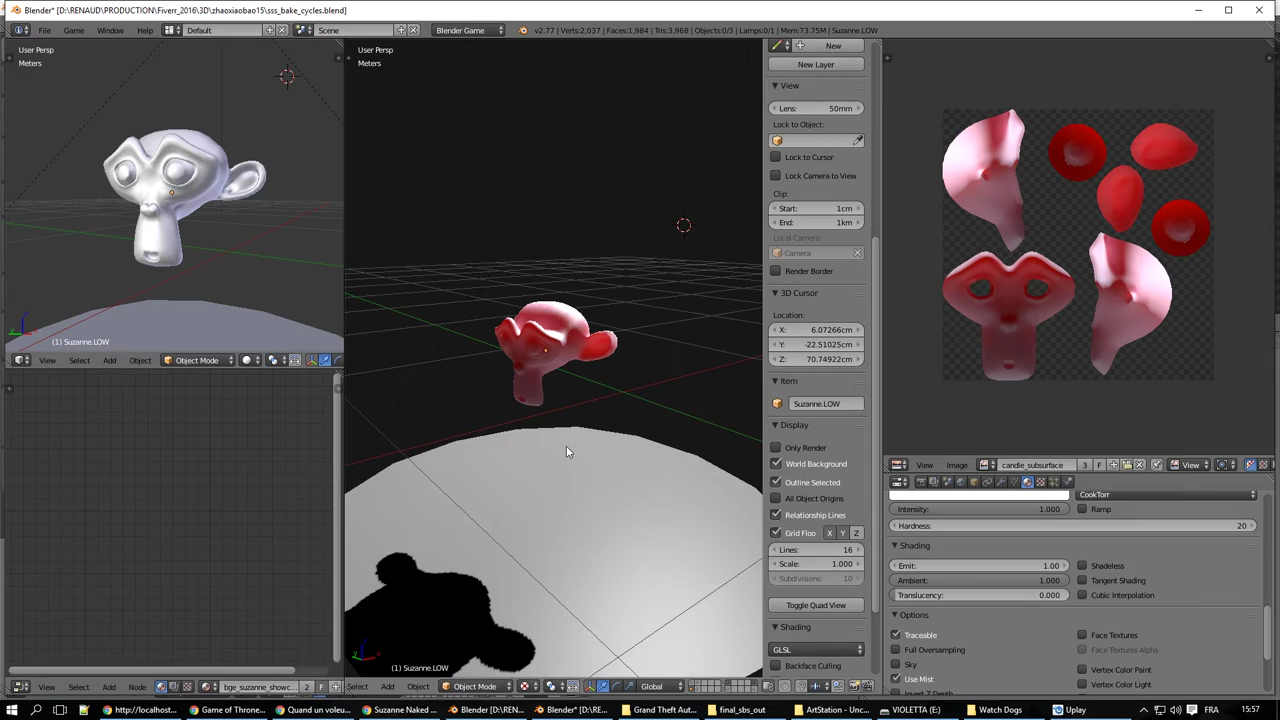 Blender* [D:\RENAUD\PRODUCTION\Fiverr_2016\3D\zhaoxiaobao15\sss_bake_cycles.blend]
File Game Window Help Default Scene Blender Game v2.77 | Verts:2,037 | Faces:1,984 | Tris:3,968 | Objects:0/3 | Lamps:0/1 | Mem:73.75M | Suzanne.LOW
User Persp
Meters
(1) Suzanne.LOW
View Select Add Object Object Mode
View Select Add Node bge_suzanne_showc... 2 F
User Persp
Meters
(1) Suzanne.LOW
Select Add Object Object Mode Global
New
New Layer
View
Lens: 50mm
Lock to Object:
Lock to Cursor
Lock Camera to View
Clip:
Start: 1cm
End: 1km
Local Camera:
Camera
Render Border
3D Cursor
Location:
X: 6.07266cm
Y: -22.51025cm
Z: 70.74922cm
Item
Suzanne.LOW
Display
Only Render
World Background
Outline Selected
All Object Origins
Relationship Lines
Grid Floo X Y Z
Lines: 16
Scale: 1.000
Subdivisions: 10
Toggle Quad View
Shading
GLSL
Backface Culling
View Image candle_subsurface 3 F View
CookTorr
Intensity: 1.000 Ramp
Hardness: 20
Shading
Emit: 1.00 Shadeless
Ambient: 1.000 Tangent Shading
Translucency: 0.000 Cubic Interpolation
Options
Traceable Face Textures
Full Oversampling Face Textures Alpha
Sky Vertex Color Paint
Use Mist Vertex Color Light
Invert Z Depth
http://localhost... Game of Throne... Quand un voleu... Suzanne Naked ... Blender [D:\REN... Blender* [D:\RE... Grand Theft Aut... final_sbs_out ArtStation - Unc... VIOLETTA (E:) Watch Dogs Uplay FRA 15:57